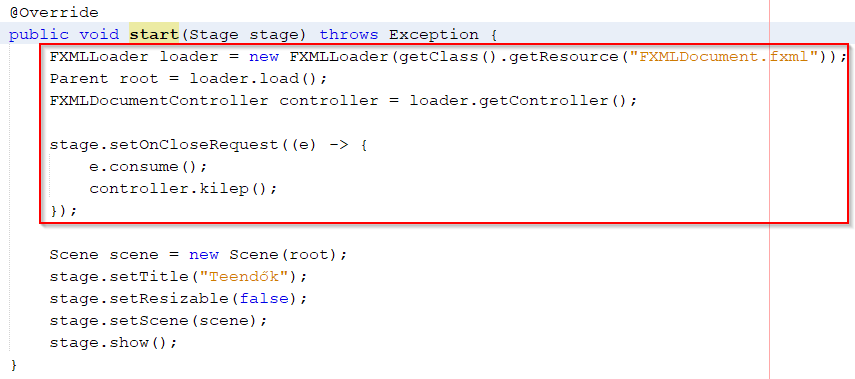 @Override
public void start(Stage stage) throws Exception {
    FXMLLoader loader = new FXMLLoader(getClass().getResource("FXMLDocument.fxml"));
    Parent root = loader.load();
    FXMLDocumentController controller = loader.getController();

    stage.setOnCloseRequest((e) -> {
        e.consume();
        controller.kilep();
    });

    Scene scene = new Scene(root);
    stage.setTitle("Teendők");
    stage.setResizable(false);
    stage.setScene(scene);
    stage.show();
}